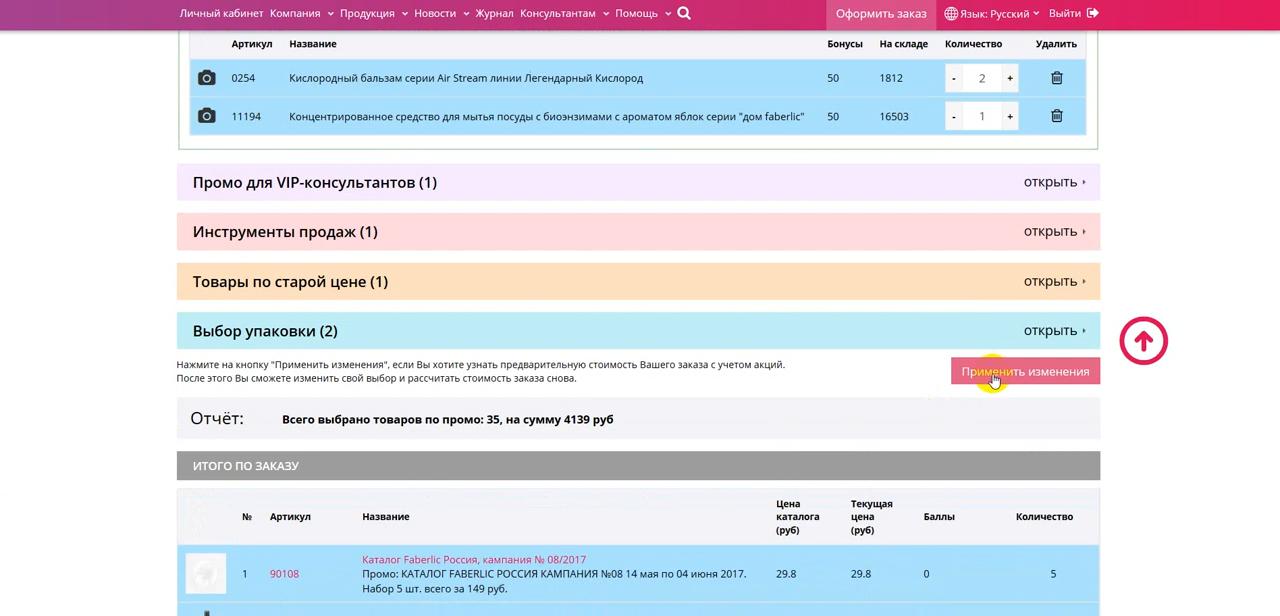 Личный кабинет Компания Продукция Новости Журнал Консультантам Помощь Оформить заказ Язык: Русский Выйти
Артикул Название Бонусы На складе Количество Удалить
0254 Кислородный бальзам серии Air Stream линии Легендарный Кислород 50 1812 - 2 +
11194 Концентрированное средство для мытья посуды с биоэнзимами с ароматом яблок серии "дом faberlic" 50 16503 - 1 +
Промо для VIP-консультантов (1) открыть
Инструменты продаж (1) открыть
Товары по старой цене (1) открыть
Выбор упаковки (2) открыть
Нажмите на кнопку "Применить изменения", если Вы хотите узнать предварительную стоимость Вашего заказа с учетом акций.
После этого Вы сможете изменить свой выбор и рассчитать стоимость заказа снова.
Применить изменения
Отчёт: Всего выбрано товаров по промо: 35, на сумму 4139 руб
ИТОГО ПО ЗАКАЗУ
№ Артикул Название Цена каталога (руб) Текущая цена (руб) Баллы Количество
Каталог Faberlic Россия, кампания № 08/2017
1 90108 Промо: КАТАЛОГ FABERLIC РОССИЯ КАМПАНИЯ №08 14 мая по 04 июня 2017. 29.8 29.8 0 5
Набор 5 шт. всего за 149 руб.